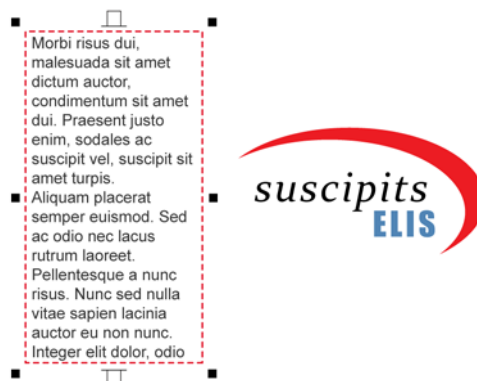 Morbi risus dui,
malesuada sit amet
dictum auctor,
condimentum sit amet
dui. Praesent justo
enim, sodales ac
suscipit vel, suscipit sit
amet turpis.
Aliquam placerat
semper euismod. Sed
ac odio nec lacus
rutrum laoreet.
Pellentesque a nunc
risus. Nunc sed nulla
vitae sapien lacinia
auctor eu non nunc.
Integer elit dolor, odio
suscipits
ELIS